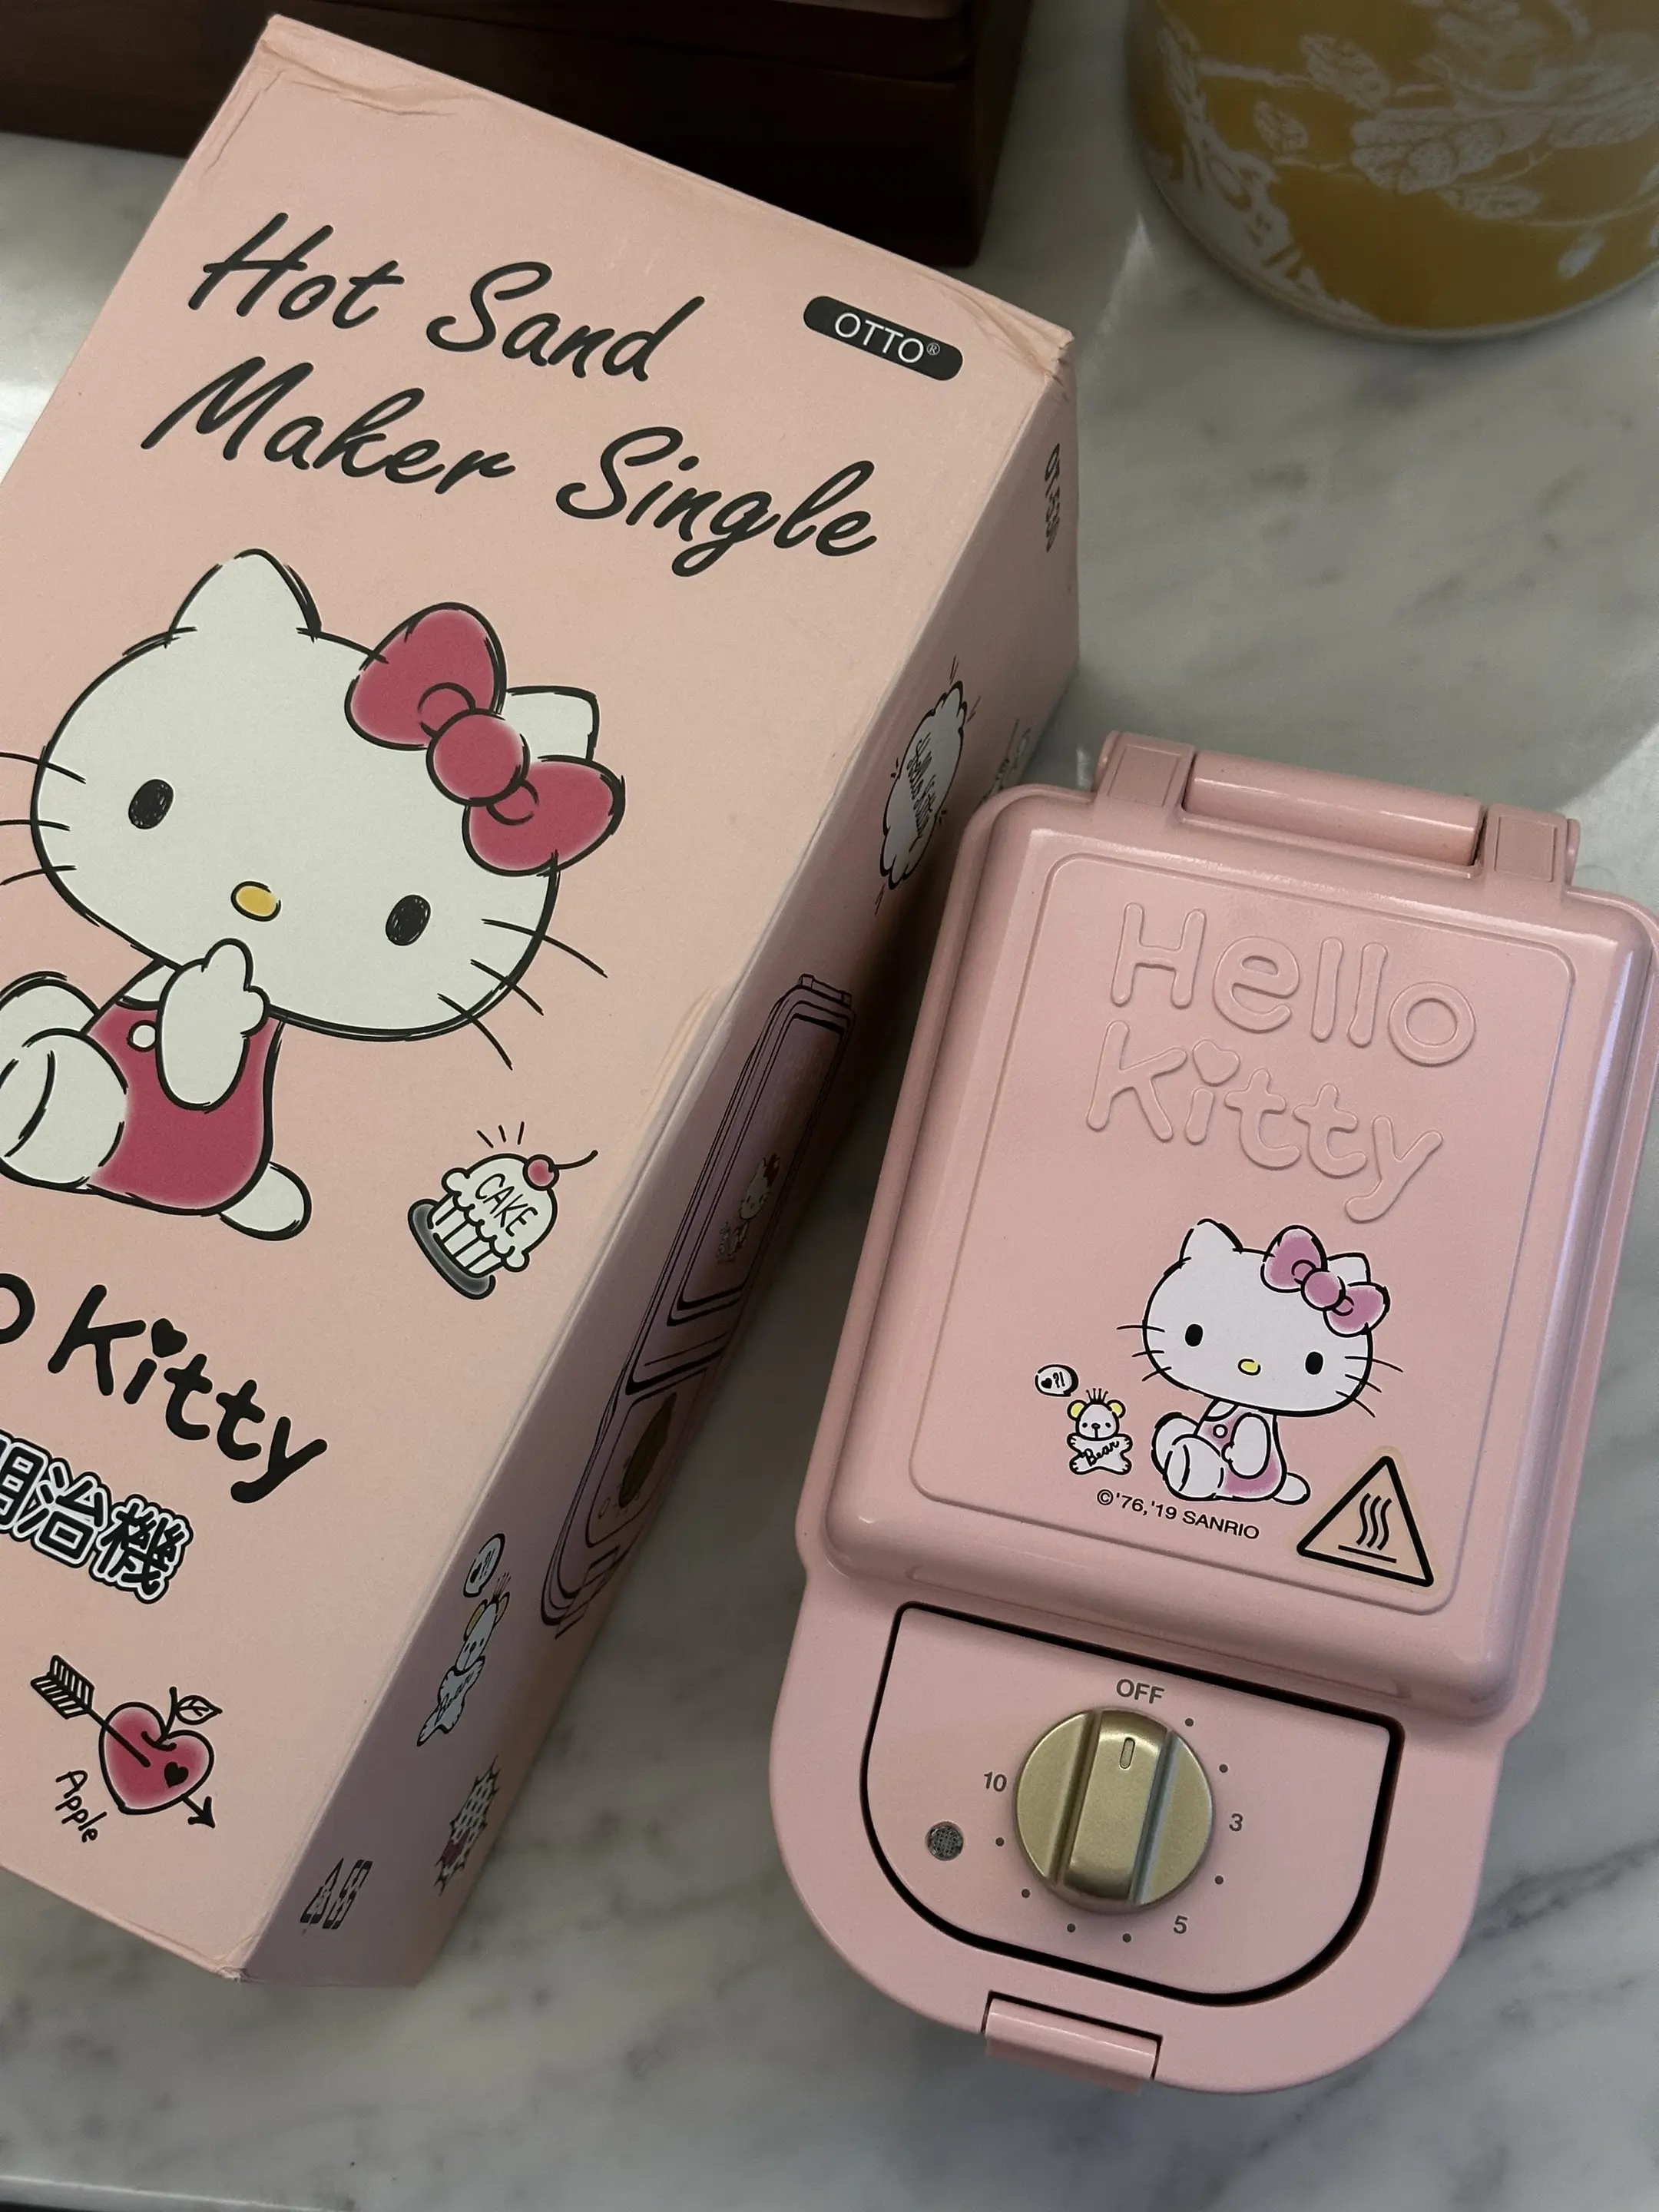 Hot Sand
Maker Single
OTTO®
CAKE
Kitty
明治機
Apple
Hello
Kitty
♥?!
Bear
©'76,'19 SANRIO
OFF
10
3
5